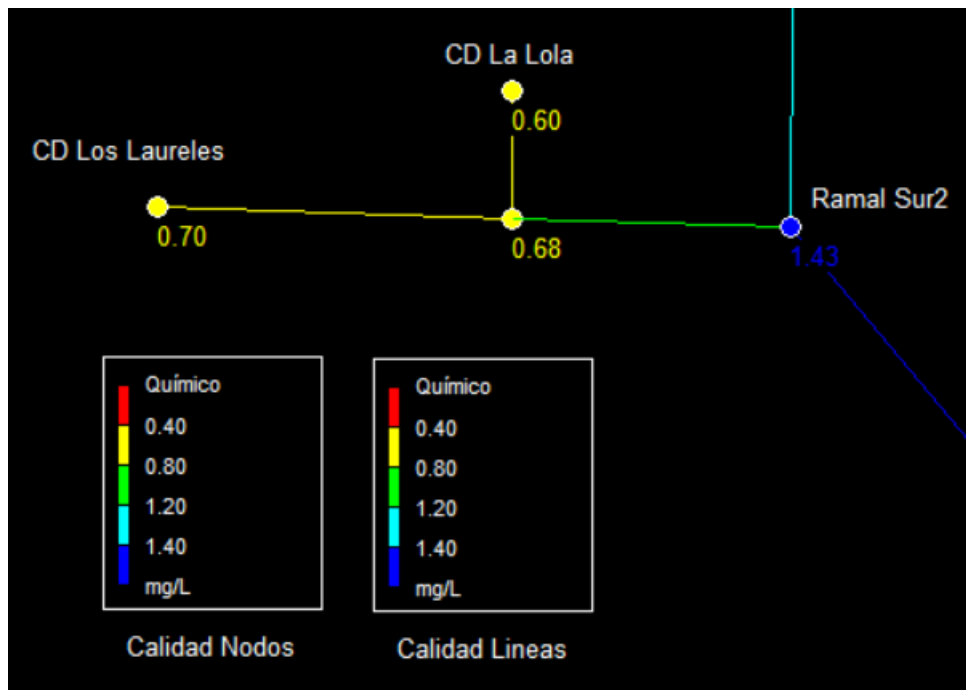 CD La Lola
0.60
CD Los Laureles
0.70
0.68
Ramal Sur2
1.43
Químico
0.40
0.80
1.20
1.40
mg/L
Calidad Nodos
Químico
0.40
0.80
1.20
1.40
mg/L
Calidad Lineas